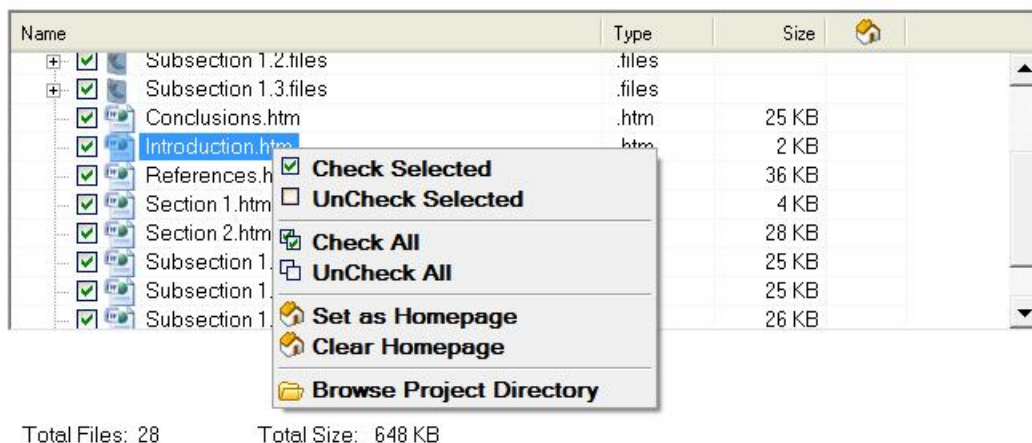 Name Type Size
Subsection 1.2.files .files
Subsection 1.3.files .files
Conclusions.htm .htm 25 KB
Introduction.htm .htm 2 KB
References.h 36 KB
Section 1.htm 4 KB
Section 2.htm 28 KB
Subsection 1. 25 KB
Subsection 1. 25 KB
Subsection 1. 26 KB
Check Selected
UnCheck Selected
Check All
UnCheck All
Set as Homepage
Clear Homepage
Browse Project Directory
Total Files: 28 Total Size: 648 KB